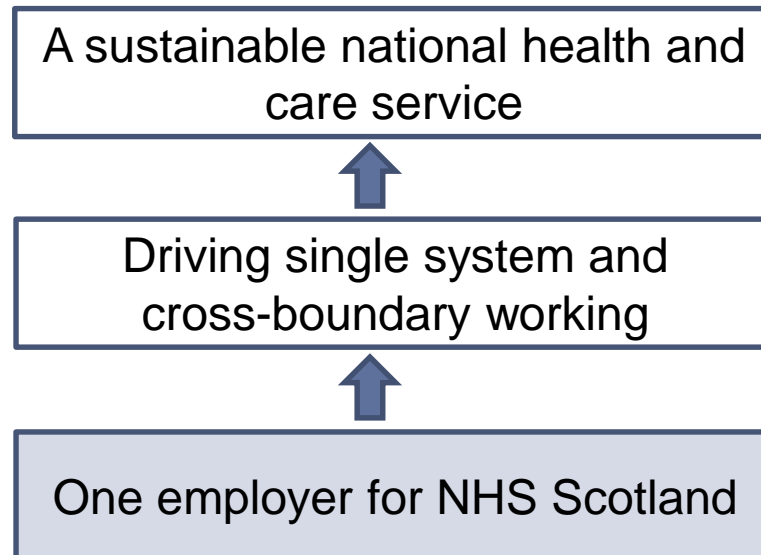 A sustainable national health and
care service
Driving single system and
cross-boundary working
One employer for NHS Scotland